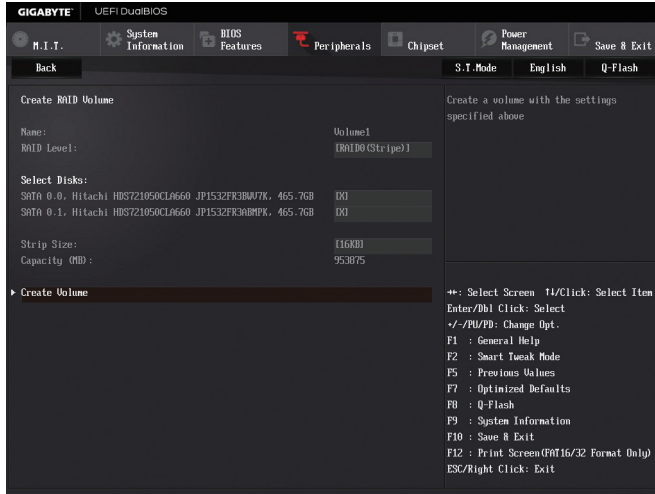 GIGABYTE™ UEFI DualBIOS
M.I.T. System Information BIOS Features Peripherals Chipset Power Management Save & Exit
Back S.T.Mode English Q-Flash
Create RAID Volume
Name: Volume1
RAID Level: [RAID0(Stripe)]
Select Disks:
SATA 0.0, Hitachi HDS721050CLA660 JP1532FR3BWU7K, 465.7GB [X]
SATA 0.1, Hitachi HDS721050CLA660 JP1532FR3ABMPK, 465.7GB [X]
Strip Size: [16KB]
Capacity (MB): 953875
Create Volume
Create a volume with the settings
specified above
→←: Select Screen ↑↓/Click: Select Item
Enter/Dbl Click: Select
+/-/PU/PD: Change Opt.
F1 : General Help
F2 : Smart Tweak Mode
F5 : Previous Values
F7 : Optimized Defaults
F8 : Q-Flash
F9 : System Information
F10 : Save & Exit
F12 : Print Screen(FAT16/32 Format Only)
ESC/Right Click: Exit